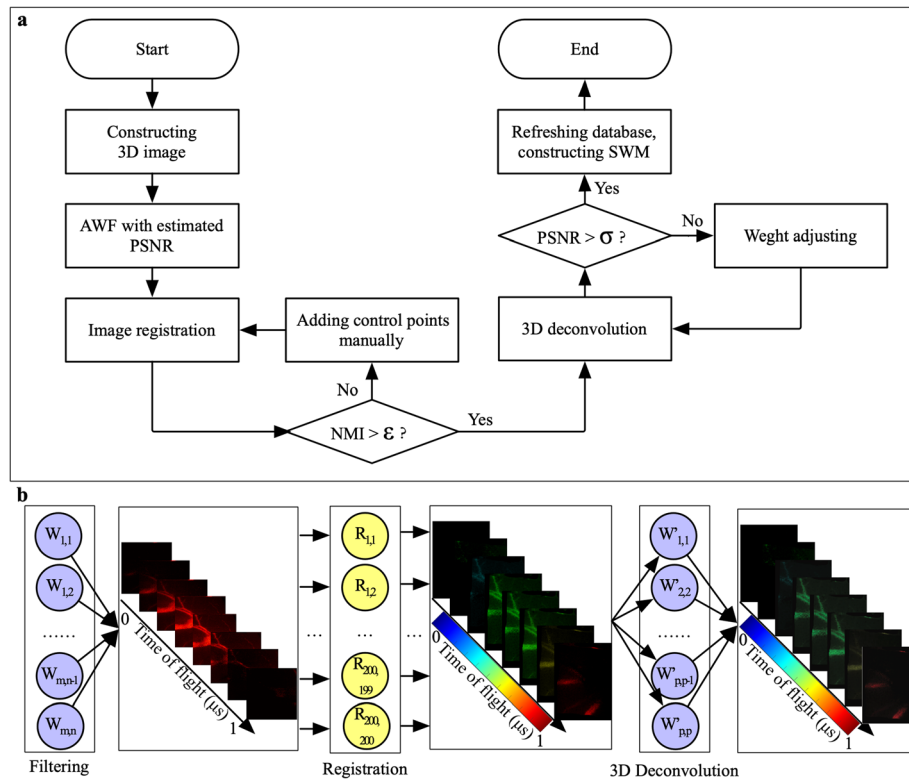 a
Start
Constructing
3D image
AWF with estimated
PSNR
Image registration
Adding control points
manually
No
NMI > ε ?
Yes
End
Refreshing database,
constructing SWM
Yes
PSNR > σ ?
No
Weght adjusting
3D deconvolution
b
W1,1
W1,2
......
Wm,n-1
Wm,n
Filtering
0
Time of flight (μs)
1
...
R1,1
R1,2
...
R200,
199
R200,
200
Registration
...
0
Time of flight (μs)
1
W'1,1
W'2,2
......
W'p,p-1
W'p,p
3D Deconvolution
0
Time of flight (μs)
1